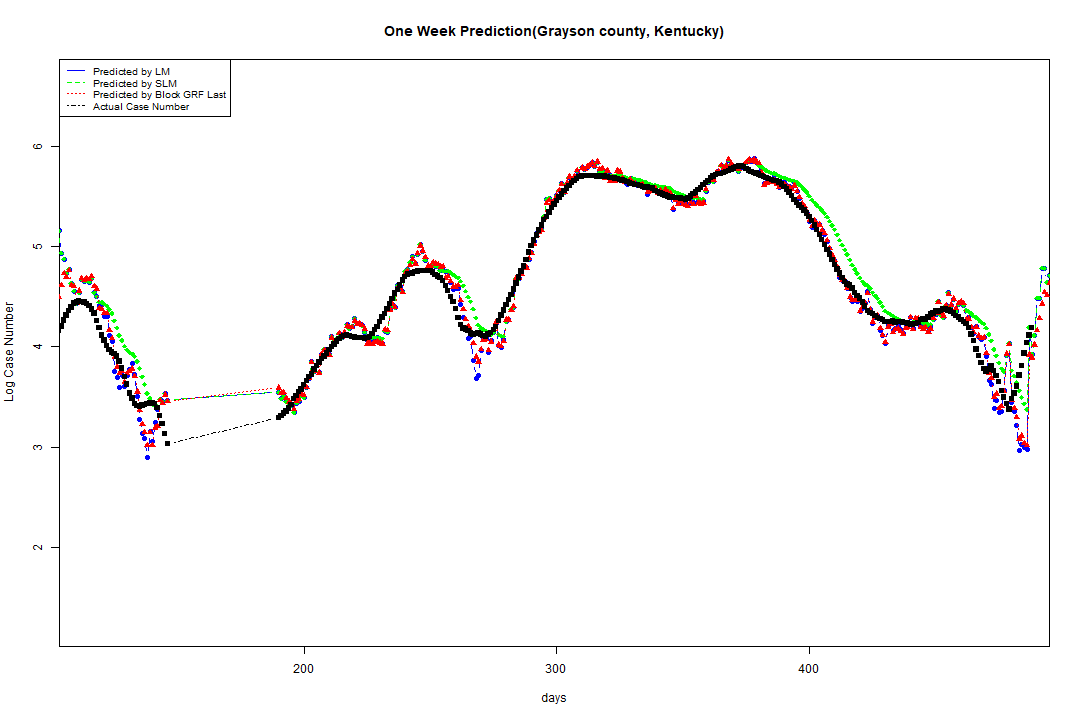 One Week Prediction(Grayson county, Kentucky)
Predicted by LM
Predicted by SLM
Predicted by Block GRF Last
Actual Case Number
6
5
4
3
2
Log Case Number
200
300
400
days